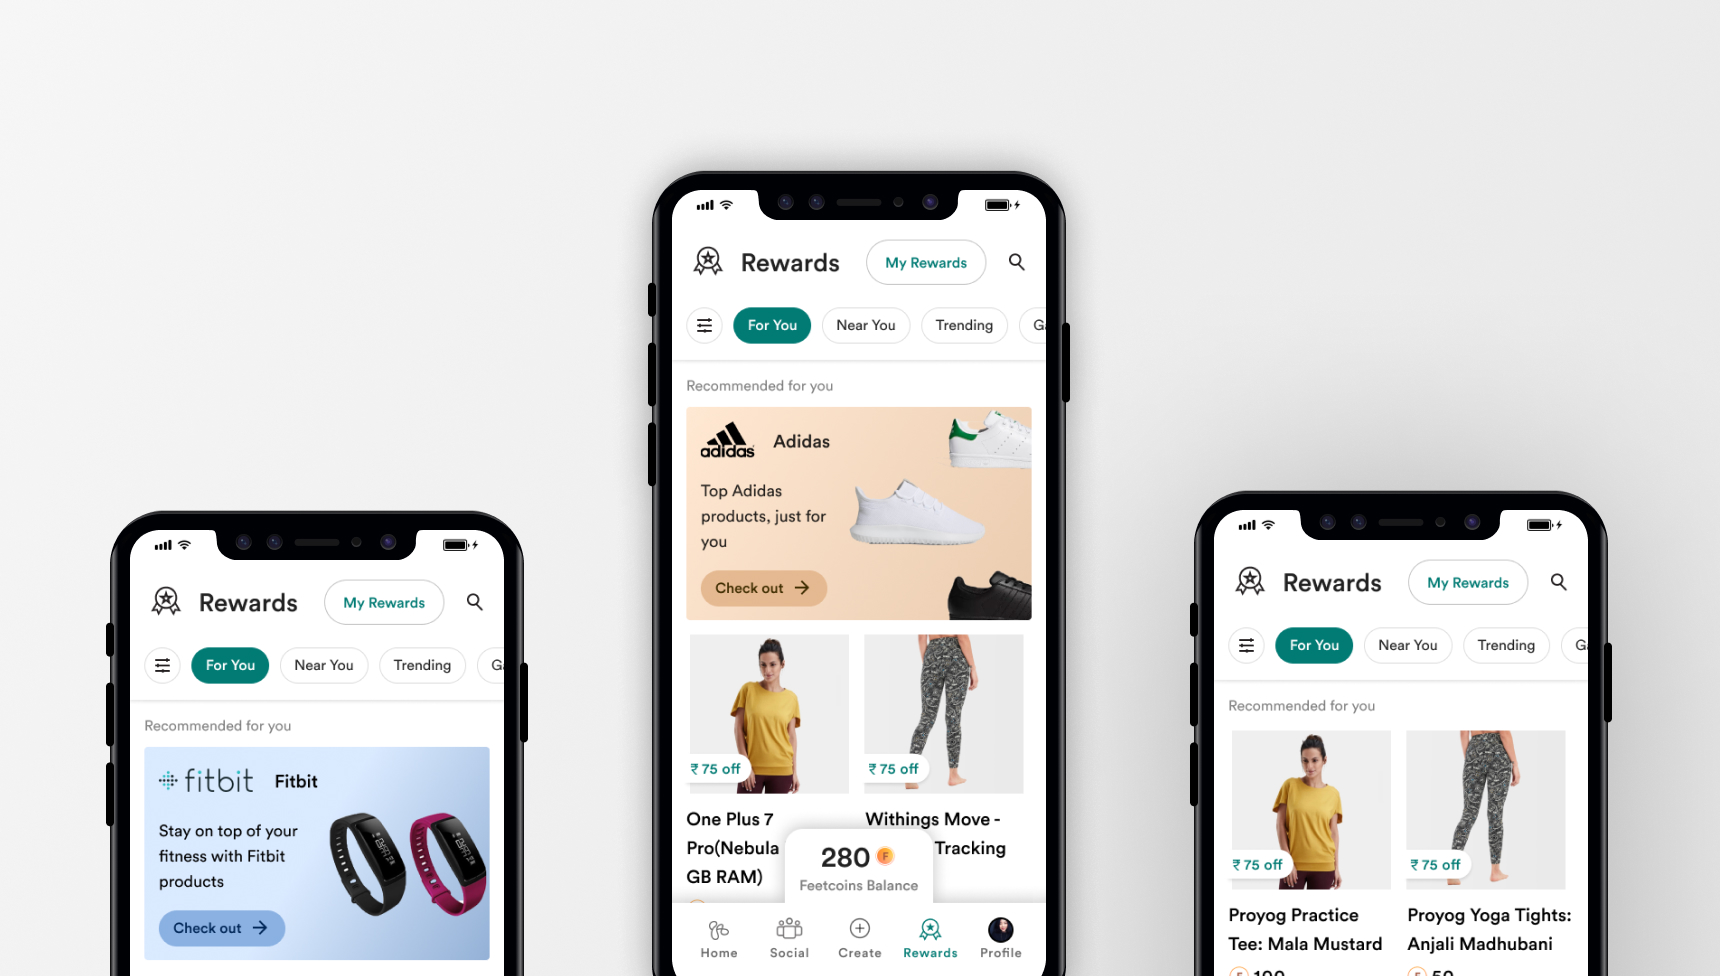 Rewards
My Rewards
For You
Near You
Trending
Recommended for you
fitbit
Fitbit
Stay on top of your
fitness with Fitbit
products
Check out
Rewards
My Rewards
For You
Near You
Trending
Recommended for you
adidas
Adidas
Top Adidas
products, just for
you
Check out
₹ 75 off
₹ 75 off
One Plus 7
Pro(Nebula
GB RAM)
Withings Move -
Tracking
280 F
Feetcoins Balance
Home
Social
Create
Rewards
Profile
Rewards
My Rewards
For You
Near You
Trending
Recommended for you
₹ 75 off
₹ 75 off
Proyog Practice
Tee: Mala Mustard
Proyog Yoga Tights:
Anjali Madhubani